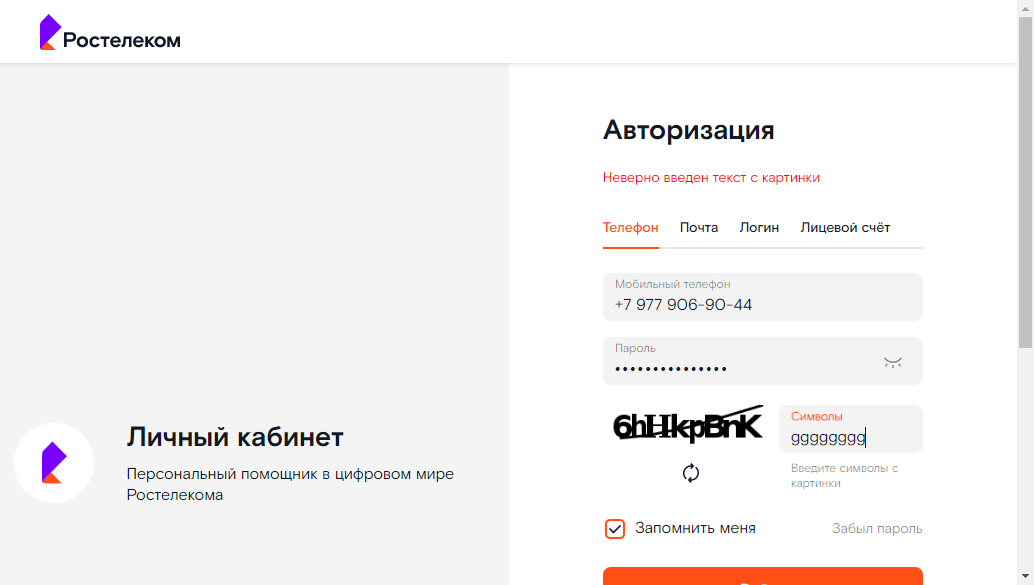 Ростелеком
Авторизация
Неверно введен текст с картинки
Телефон Почта Логин Лицевой счёт
Мобильный телефон
+7 977 906-90-44
Пароль
•••••••••••••••
Символы
gggggggg
Введите символы с
картинки
Запомнить меня Забыл пароль
Личный кабинет
Персональный помощник в цифровом мире
Ростелекома